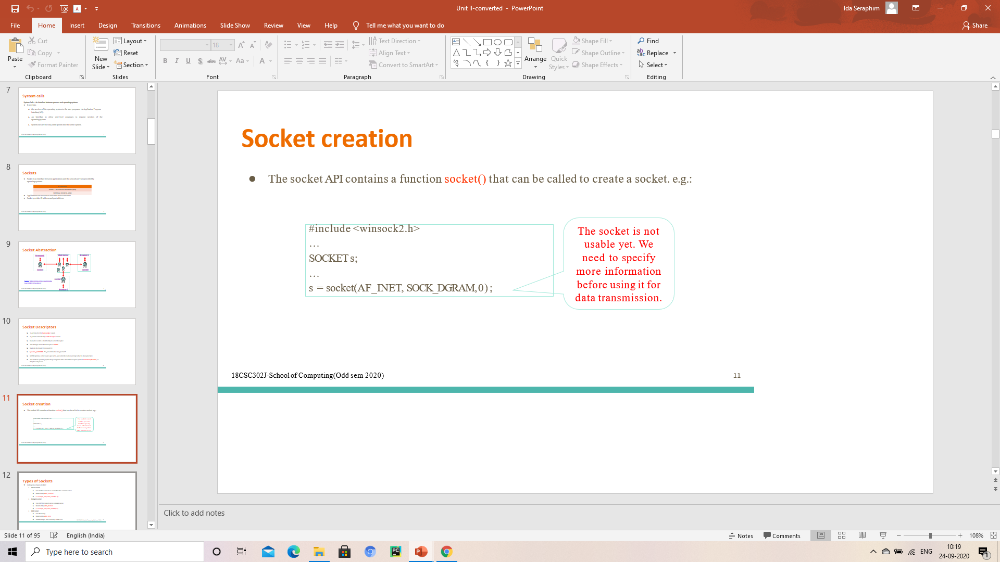 Unit II-converted - PowerPoint
Ida Seraphim
File Home Insert Design Transitions Animations Slide Show Review View Help Tell me what you want to do
Share
Paste
Cut
Copy
Format Painter
Clipboard
New Slide
Layout
Reset
Section
Slides
18
B I U S abc AV Aa A
Font
Text Direction
Align Text
Convert to SmartArt
Paragraph
Arrange
Quick Styles
Shape Fill
Shape Outline
Shape Effects
Drawing
Find
Replace
Select
Editing
7
System calls
8
Sockets
9
Socket Abstraction
10
Socket Descriptors
11
Socket creation
12
Types of Sockets
Socket creation
● The socket API contains a function socket() that can be called to create a socket. e.g.:
#include <winsock2.h>
…
SOCKET s;
…
s = socket(AF_INET, SOCK_DGRAM,0);
The socket is not
usable yet. We
need to specify
more information
before using it for
data transmission.
18CSC302J-School of Computing(Odd sem 2020)
11
Click to add notes
Slide 11 of 95
English (India)
Notes
Comments
108%
Type here to search
ENG
10:19
24-09-2020
1